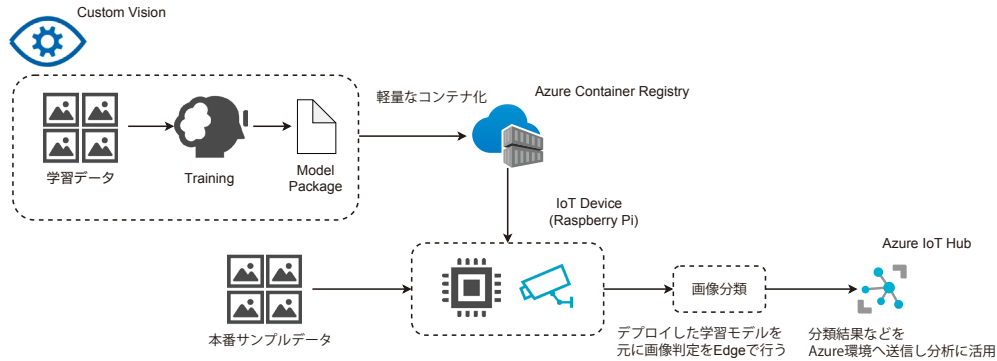 Custom Vision
軽量なコンテナ化
Azure Container Registry
学習データ
Training
Model
Package
IoT Device
(Raspberry Pi)
Azure IoT Hub
画像分類
本番サンプルデータ
デプロイした学習モデルを
元に画像判定をEdgeで行う
分類結果などを
Azure環境へ送信し分析に活用